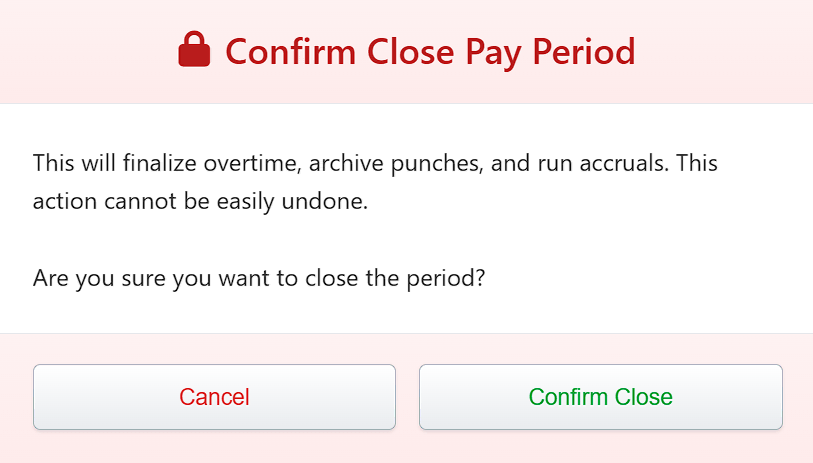 Confirm Close Pay Period
This will finalize overtime, archive punches, and run accruals. This
action cannot be easily undone.
Are you sure you want to close the period?
Cancel
Confirm Close